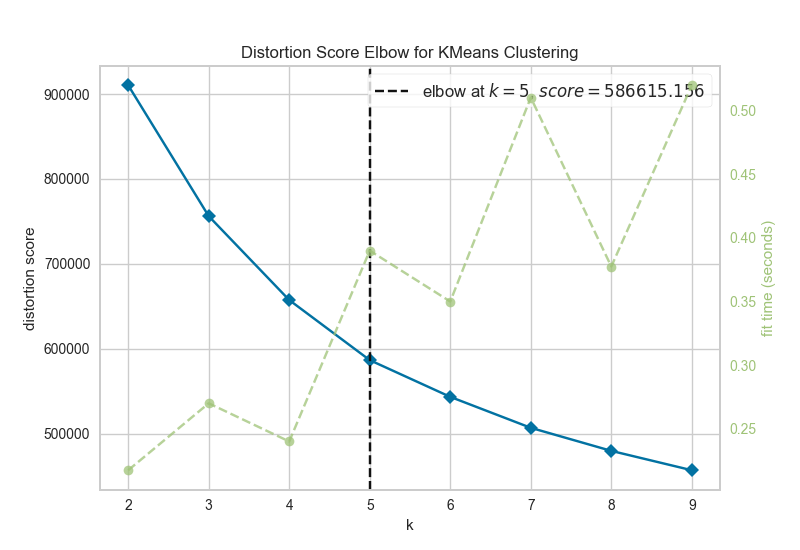 Distortion Score Elbow for KMeans Clustering
elbow at k = 5, score = 586615.156
distortion score
900000
800000
700000
600000
500000
0.50
0.45
0.40
0.35
0.30
0.25
fit time (seconds)
2 3 4 5 6 7 8 9
k